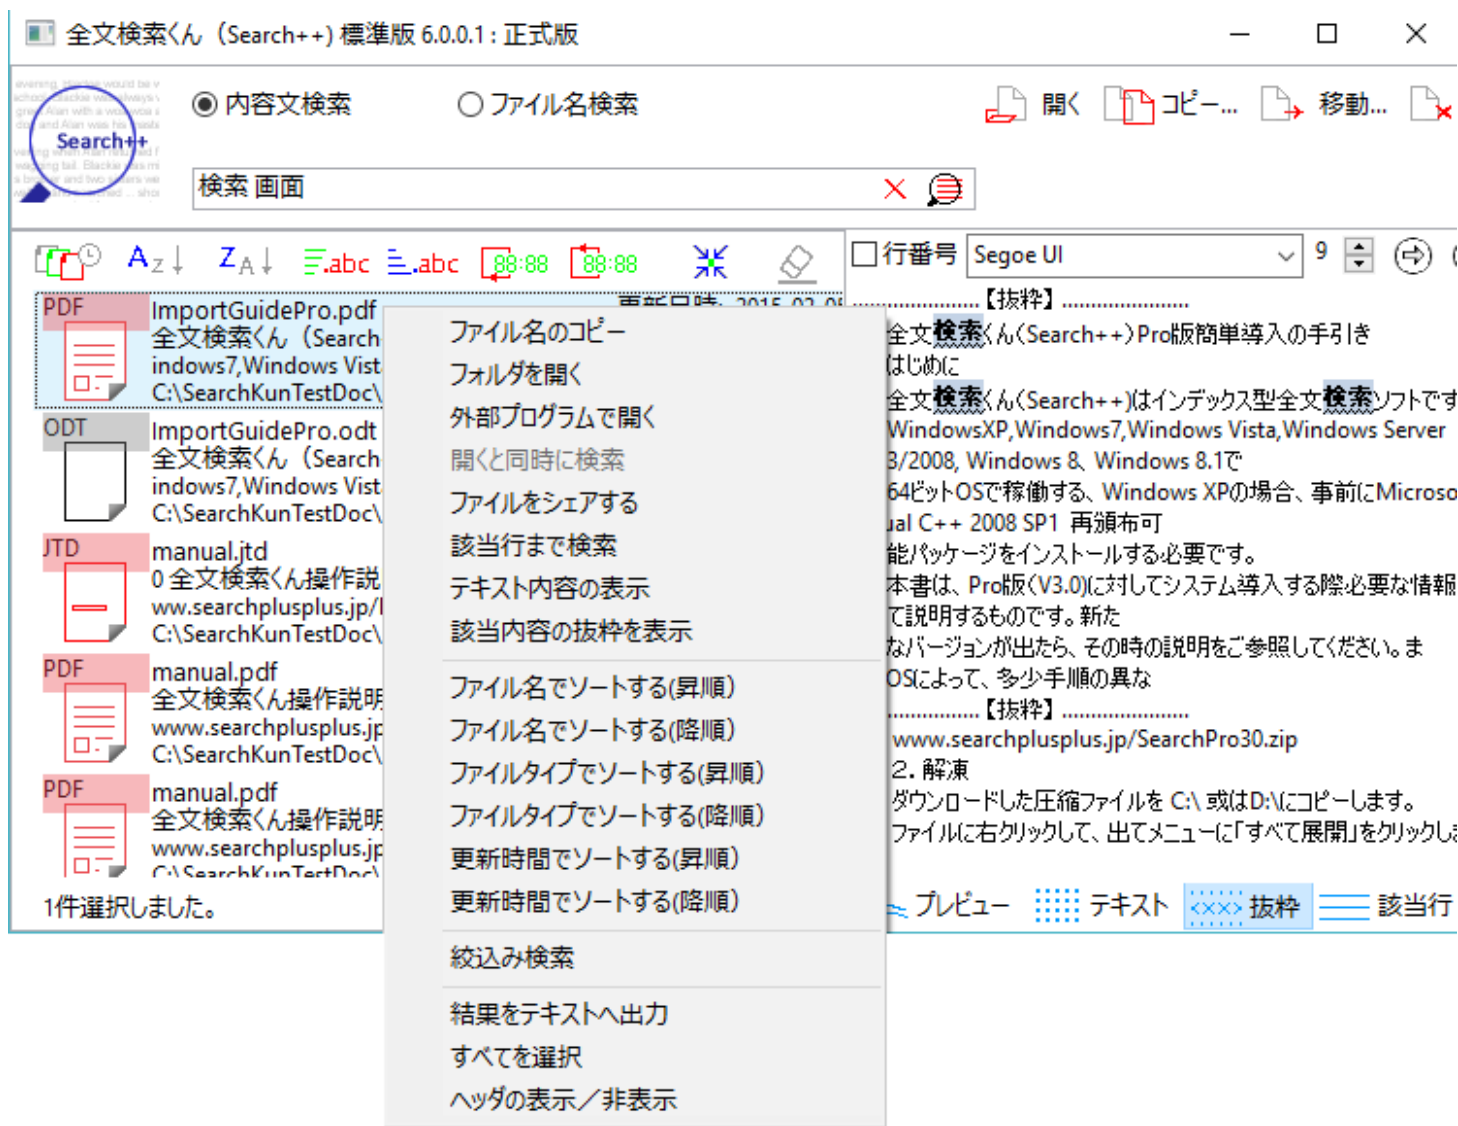 全文検索くん（Search++) 標準版 6.0.0.1 : 正式版
Search++
内容文検索
ファイル名検索
開く
コピー...
移動...
検索 画面
AZ↓
ZA↓
.abc
.abc
88:88
88:88
行番号
Segoe UI
9
PDF
ImportGuidePro.pdf
更新日時: 2015-03-0
全文検索くん（Search
indows7,Windows Vist
C:\SearchKunTestDoc\
ODT
ImportGuidePro.odt
全文検索くん（Search
indows7,Windows Vist
C:\SearchKunTestDoc\
JTD
manual.jtd
0 全文検索くん操作説
ww.searchplusplus.jp/
C:\SearchKunTestDoc\
PDF
manual.pdf
全文検索くん操作説明
www.searchplusplus.jp
C:\SearchKunTestDoc\
PDF
manual.pdf
全文検索くん操作説明
www.searchplusplus.jp
C:\SearchKunTestDoc\
1件選択しました。
ファイル名のコピー
フォルダを開く
外部プログラムで開く
開くと同時に検索
ファイルをシェアする
該当行まで検索
テキスト内容の表示
該当内容の抜粋を表示
ファイル名でソートする(昇順)
ファイル名でソートする(降順)
ファイルタイプでソートする(昇順)
ファイルタイプでソートする(降順)
更新時間でソートする(昇順)
更新時間でソートする(降順)
絞込み検索
結果をテキストへ出力
すべてを選択
ヘッダの表示／非表示
....................【抜粋】....................
全文検索くん(Search++)Pro版簡単導入の手引き
はじめに
全文検索くん(Search++)はインデックス型全文検索ソフトです
WindowsXP,Windows7,Windows Vista,Windows Server
3/2008, Windows 8、Windows 8.1で
64ビットOSで稼働する、Windows XPの場合、事前にMicroso
ual C++ 2008 SP1 再頒布可
能パッケージをインストールする必要です。
本書は、Pro版(V3.0)に対してシステム導入する際必要な情報
て説明するものです。新た
なバージョンが出たら、その時の説明をご参照してください。ま
OSによって、多少手順の異な
................【抜粋】....................
www.searchplusplus.jp/SearchPro30.zip
2．解凍
ダウンロードした圧縮ファイルを C:\ 或はD:\にコピーします。
ファイルに右クリックして、出てメニューに「すべて展開」をクリックしま
プレビュー
テキスト
抜粋
該当行